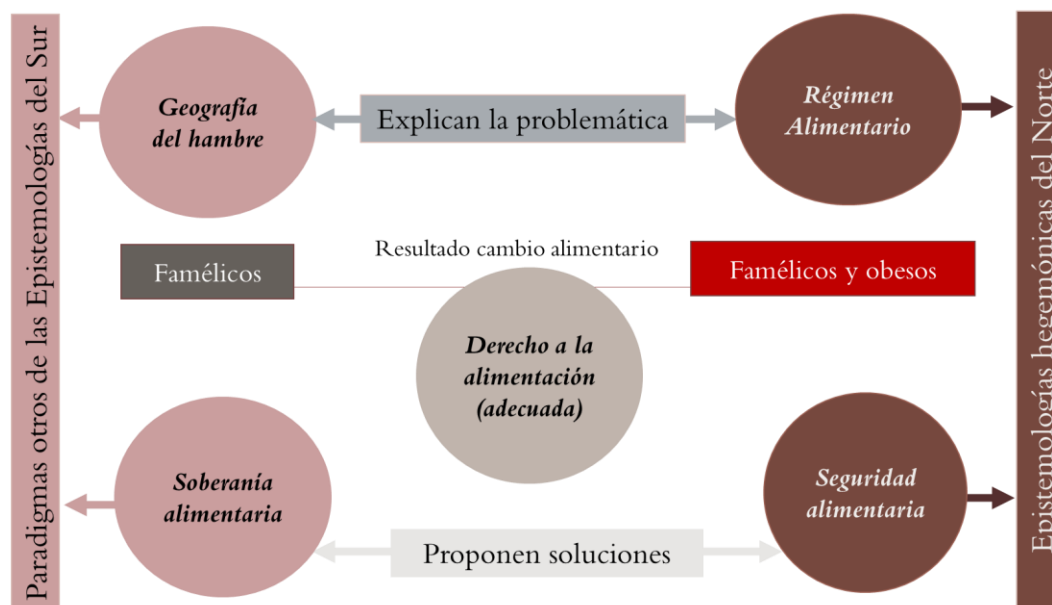 Paradigmas otros de las Epistemologías del Sur
Geografía
del hambre
Explican la problemática
Régimen
Alimentario
Epistemologías hegemónicas del Norte
Famélicos
Resultado cambio alimentario
Famélicos y obesos
Derecho a la
alimentación
(adecuada)
Soberanía
alimentaria
Proponen soluciones
Seguridad
alimentaria